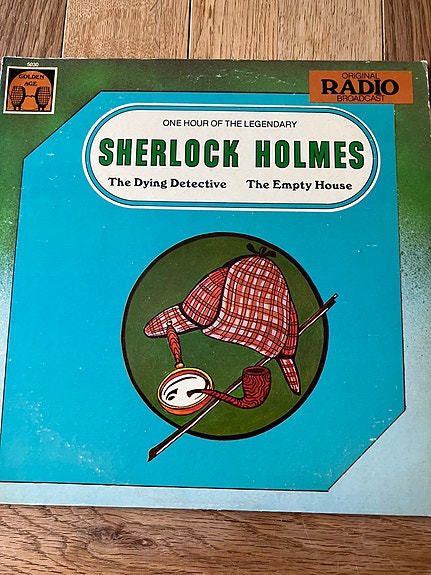 5030
GOLDEN
AGE
ORIGINAL
RADIO
BROADCAST
ONE HOUR OF THE LEGENDARY
SHERLOCK HOLMES
The Dying Detective The Empty House